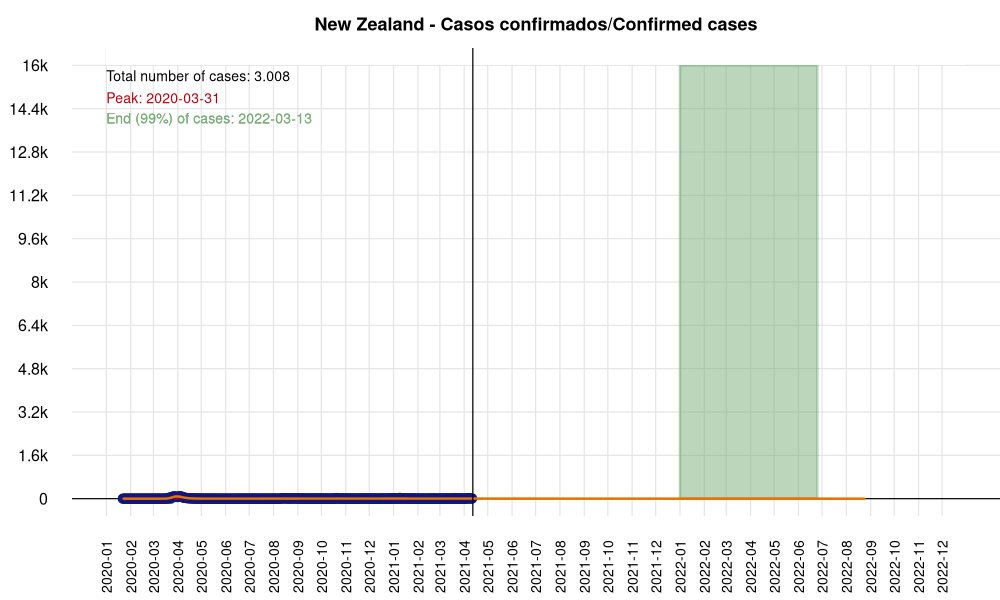 New Zealand - Casos confirmados/Confirmed cases
Total number of cases: 3.008
Peak: 2020-03-31
End (99%) of cases: 2022-03-13
16k
14.4k
12.8k
11.2k
9.6k
8k
6.4k
4.8k
3.2k
1.6k
0
2020-01
2020-02
2020-03
2020-04
2020-05
2020-06
2020-07
2020-08
2020-09
2020-10
2020-11
2020-12
2021-01
2021-02
2021-03
2021-04
2021-05
2021-06
2021-07
2021-08
2021-09
2021-10
2021-11
2021-12
2022-01
2022-02
2022-03
2022-04
2022-05
2022-06
2022-07
2022-08
2022-09
2022-10
2022-11
2022-12